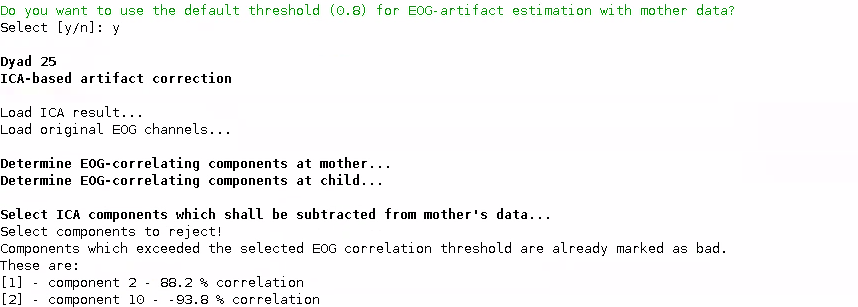 Do you want to use the default threshold (0.8) for EOG-artifact estimation with mother data?
Select [y/n]: y
Dyad 25
ICA-based artifact correction
Load ICA result...
Load original EOG channels...
Determine EOG-correlating components at mother...
Determine EOG-correlating components at child...
Select ICA components which shall be subtracted from mother's data...
Select components to reject!
Components which exceeded the selected EOG correlation threshold are already marked as bad.
These are:
[1] - component 2 - 88.2 % correlation
[2] - component 10 - -93.8 % correlation